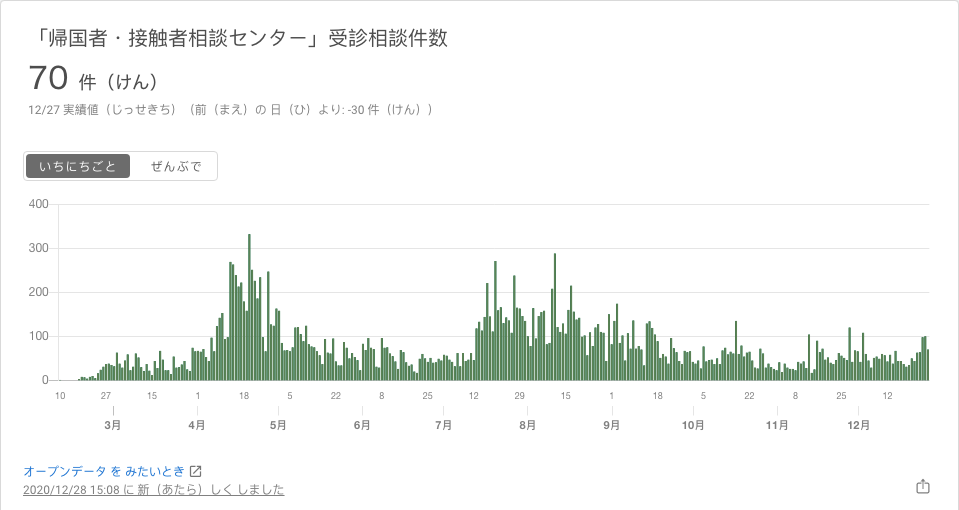 「帰国者・接触者相談センター」受診相談件数
70 件（けん）
12/27 実績値（じっせきち）（前（まえ）の 日（ひ）より: -30 件（けん））
いちにちごと ぜんぶで
400
300
200
100
0
10 27 15 1 18 5 22 8 25 12 29 15 1 18 5 22 8 25 12
3月 4月 5月 6月 7月 8月 9月 10月 11月 12月
オープンデータ を みたいとき
2020/12/28 15:08 に 新（あたら）しく しました